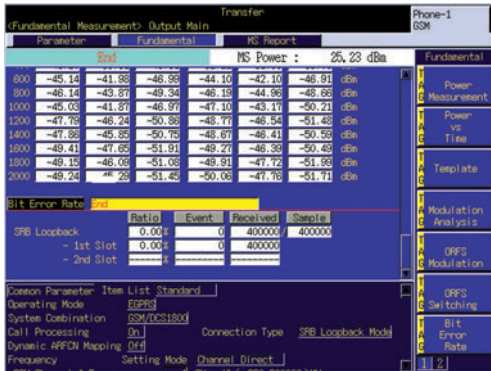 Transfer
<Fundamental Measurement> Output Main
Phone-1
GSM
Parameter Fundamental MS Report
End MS Power : 25.23 dBm
Fundamental
600 -45.14 -41.98 -46.99 -44.10 -42.10 -46.91 dBm
800 -46.14 -43.87 -49.34 -46.19 -44.96 -48.66 dBm
1000 -45.03 -41.87 -46.97 -47.10 -43.17 -50.21 dBm
1200 -47.79 -46.24 -50.86 -48.77 -46.54 -51.48 dBm
1400 -47.86 -45.85 -50.75 -48.67 -46.41 -50.59 dBm
1600 -49.41 -47.65 -51.91 -49.27 -46.39 -50.49 dBm
1800 -49.15 -46.09 -51.08 -49.91 -47.72 -51.99 dBm
2000 -49.24 29 -51.45 -50.06 -47.76 -51.71 dBm
Bit Error Rate End
Ratio Event Received Sample
SRB Loopback 0.00% 0 400000/ 400000
- 1st Slot 0.00% 0 400000
- 2nd Slot -----% ------ ------
Common Parameter Item List Standard
Operating Mode EGPRS
System Combination GSM/DCS1800
Call Processing On Connection Type SRB Loopback Mode
Dynamic ARFCN Mapping Off
Frequency Setting Mode Channel Direct
TAG Power Measurement
TAG Power vs Time
TAG Template
TAG Modulation Analysis
TAG ORFS Modulation
TAG ORFS Switching
TAG Bit Error Rate
1 2